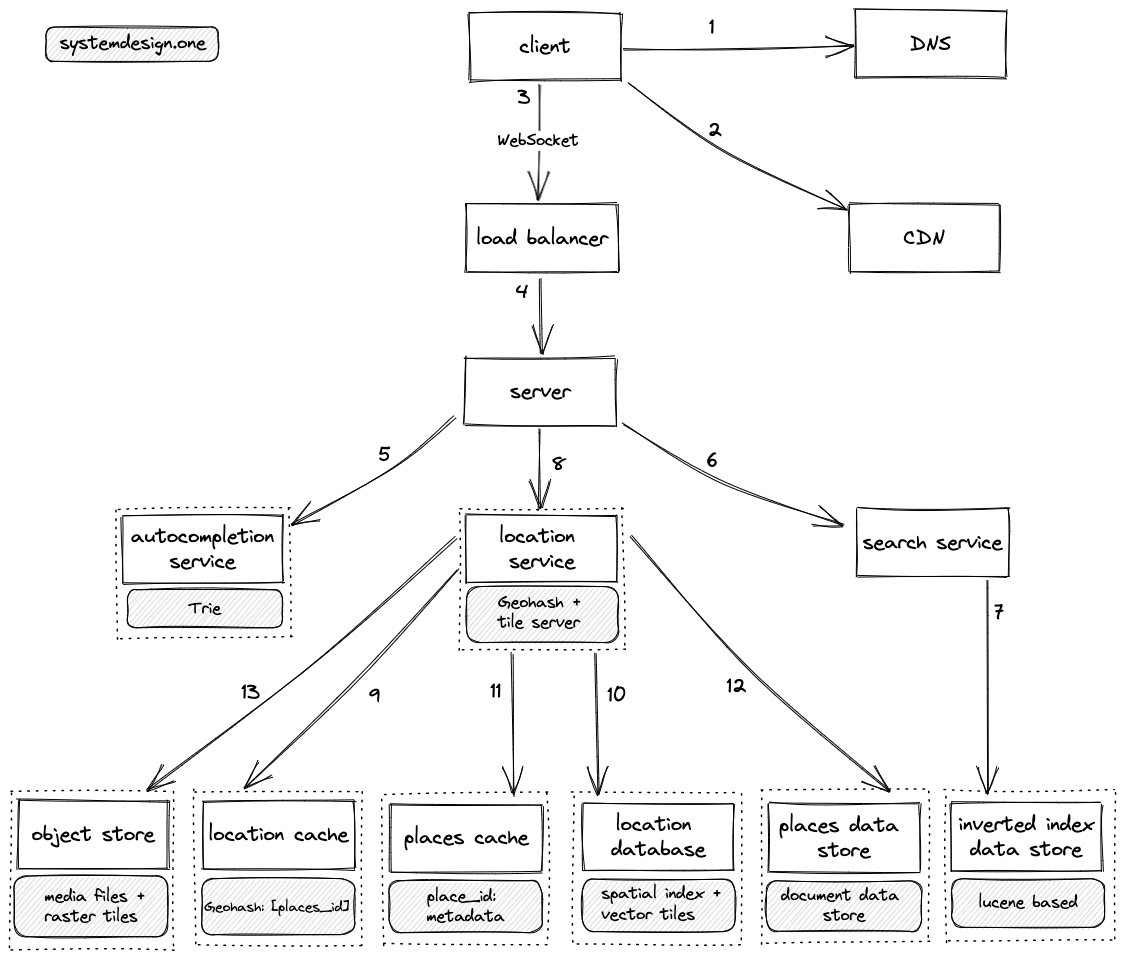 systemdesign.one
client
1
DNS
3
2
WebSocket
load balancer
CDN
4
server
5
8
6
autocompletion
service
Trie
location
service
Geohash +
tile server
search service
7
13
9
11
10
12
object store
media files +
raster tiles
location cache
Geohash: [places_id]
places cache
place_id:
metadata
location
database
spatial index +
vector tiles
places data
store
document data
store
inverted index
data store
lucene based